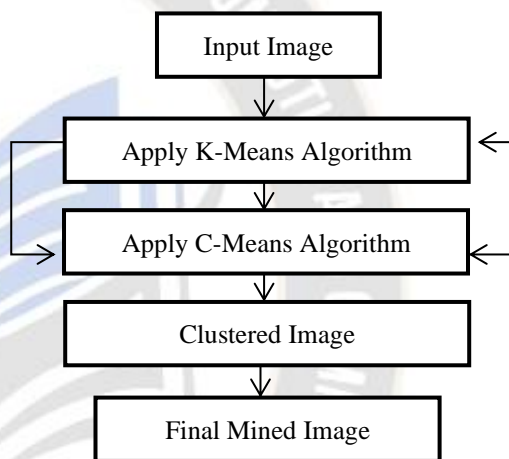 Input Image
Apply K-Means Algorithm
Apply C-Means Algorithm
Clustered Image
Final Mined Image